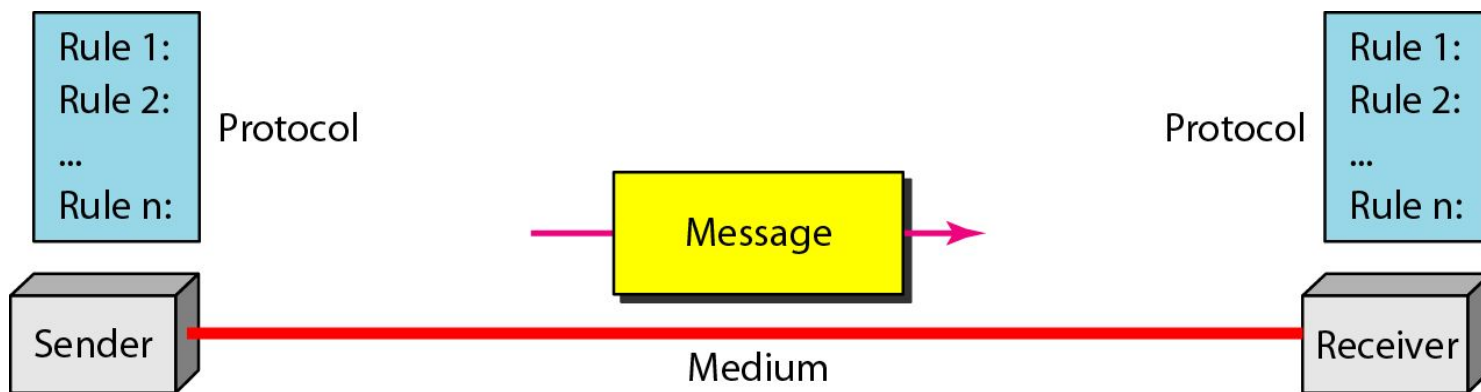 Rule 1:
Rule 2:
...
Rule n:
Protocol
Protocol
Rule 1:
Rule 2:
...
Rule n:
Message
Sender
Medium
Receiver